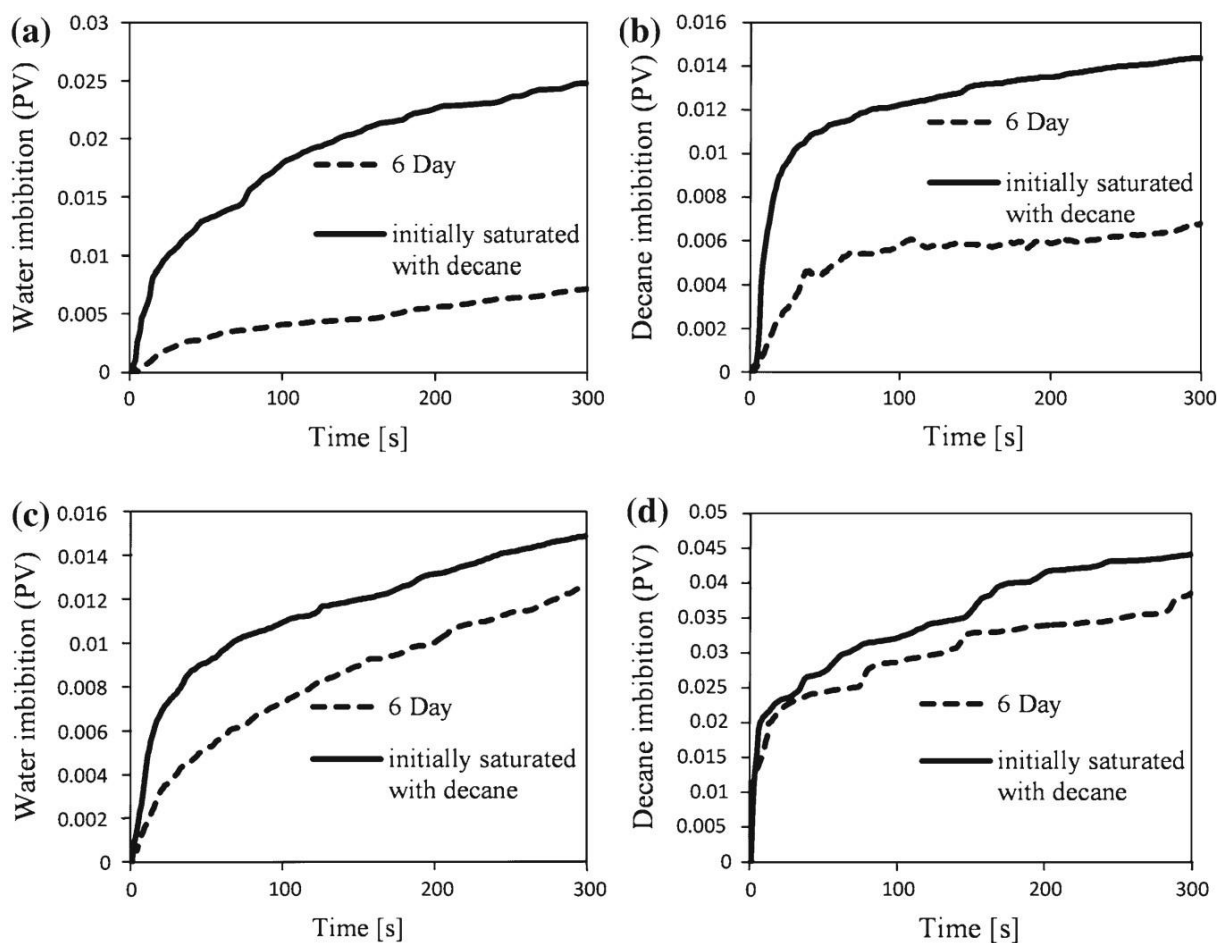 (a)
Water imbibition (PV)
0.03
0.025
0.02
0.015
0.01
0.005
0
6 Day
initially saturated
with decane
0 100 200 300
Time [s]
(b)
Decane imbibition (PV)
0.016
0.014
0.012
0.01
0.008
0.006
0.004
0.002
0
6 Day
initially saturated
with decane
0 100 200 300
Time [s]
(c)
Water imbibition (PV)
0.016
0.014
0.012
0.01
0.008
0.006
0.004
0.002
0
6 Day
initially saturated
with decane
0 100 200 300
Time [s]
(d)
Decane imbibition (PV)
0.05
0.045
0.04
0.035
0.03
0.025
0.02
0.015
0.01
0.005
0
6 Day
initially saturated
with decane
0 100 200 300
Time [s]